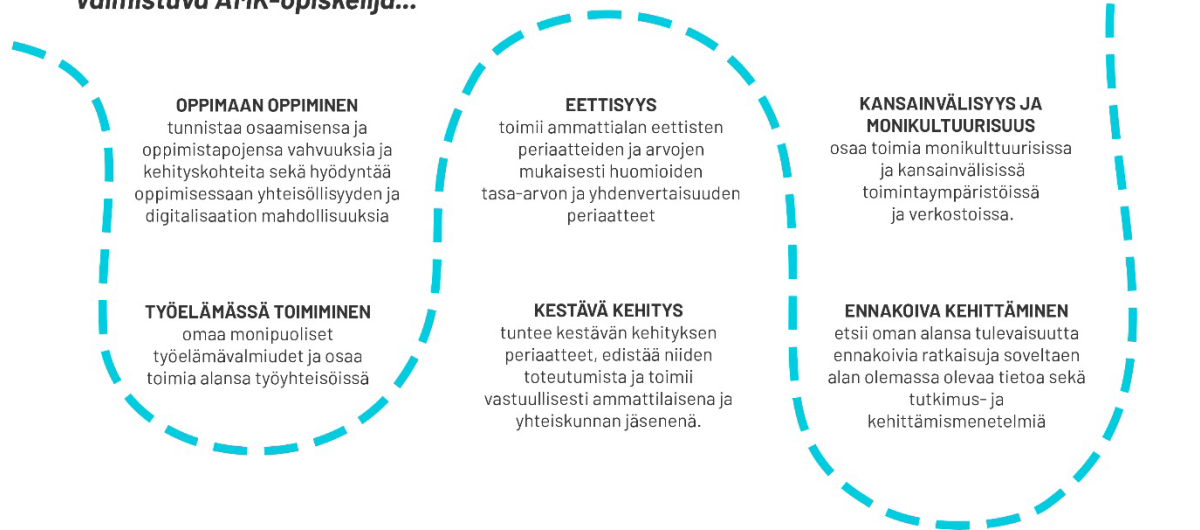 valmistuva AMK-opiskelija...
OPPIMAAN OPPIMINEN
tunnistaa osaamisensa ja
oppimistapojensa vahvuuksia ja
kehityskohteita sekä hyödyntää
oppimisessaan yhteisöllisyyden ja
digitalisaation mahdollisuuksia
TYÖELÄMÄSSÄ TOIMIMINEN
omaa monipuoliset
työelämävalmiudet ja osaa
toimia alansa työyhteisöissä
EETTISYYS
toimii ammattialan eettisten
periaatteiden ja arvojen
mukaisesti huomioiden
tasa-arvon ja yhdenvertaisuuden
periaatteet
KESTÄVÄ KEHITYS
tuntee kestävän kehityksen
periaatteet, edistää niiden
toteutumista ja toimii
vastuullisesti ammattilaisena ja
yhteiskunnan jäsenenä.
KANSAINVÄLISYYS JA
MONIKULTUURISUUS
osaa toimia monikulttuurisissa
ja kansainvälisissä
toimintaympäristöissä
ja verkostoissa.
ENNAKOIVA KEHITTÄMINEN
etsii oman alansa tulevaisuutta
ennakoivia ratkaisuja soveltaen
alan olemassa olevaa tietoa sekä
tutkimus- ja
kehittämismenetelmiä